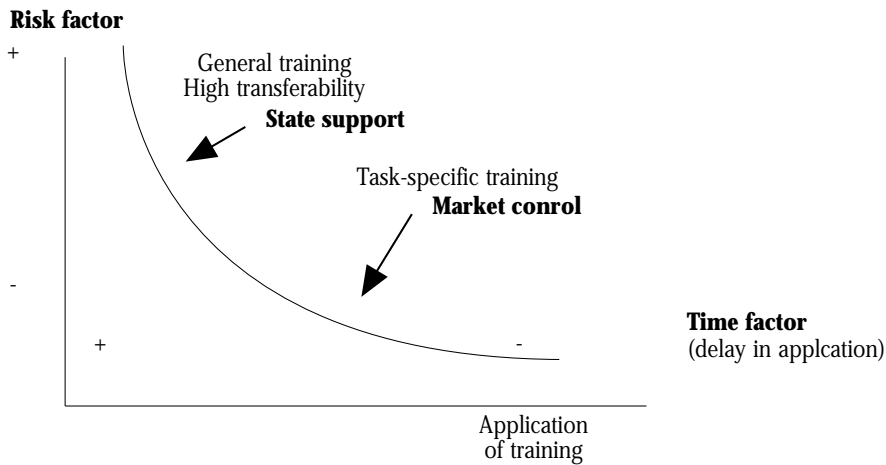 Risk factor
+
General training
High transferability
State support
Task-specific training
Market conrol
-
Time factor
(delay in applcation)
+
-
Application
of training